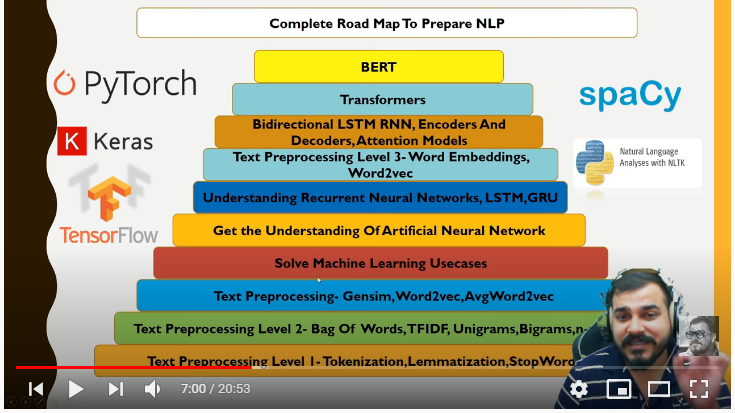 Complete Road Map To Prepare NLP
BERT
PyTorch
Transformers
spaCy
Bidirectional LSTM RNN, Encoders And
Decoders, Attention Models
K Keras
Text Preprocessing Level 3- Word Embeddings,
Word2vec
Natural Language
Analyses with NLTK
Understanding Recurrent Neural Networks, LSTM,GRU
TensorFlow
Get the Understanding Of Artificial Neural Network
Solve Machine Learning Usecases
Text Preprocessing- Gensim,Word2vec,AvgWord2vec
Text Preprocessing Level 2- Bag Of Words,TFIDF, Unigrams,Bigrams,n-
Text Preprocessing Level 1- Tokenization,Lemmatization,StopWord
7:00 / 20:53